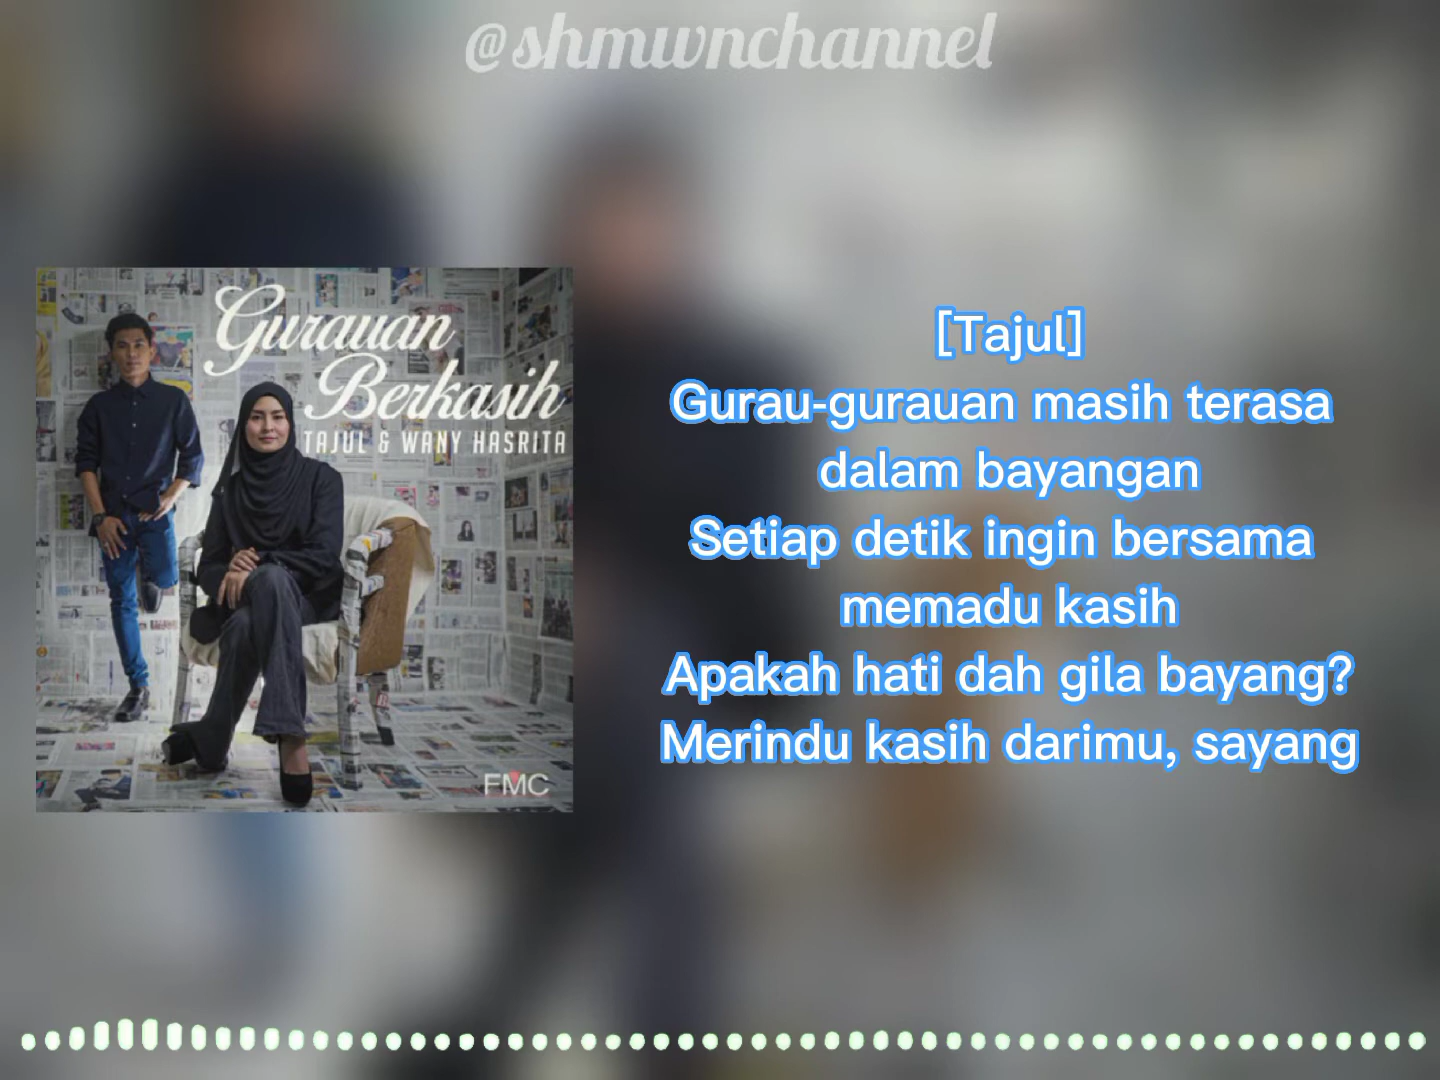 @shmwnchannel
Gurauan
Berkasih
TAJUL & WANY HASRITA
FMC
[Tajul]
Gurau-gurauan masih terasa
dalam bayangan
Setiap detik ingin bersama
memadu kasih
Apakah hati dah gila bayang?
Merindu kasih darimu, sayang